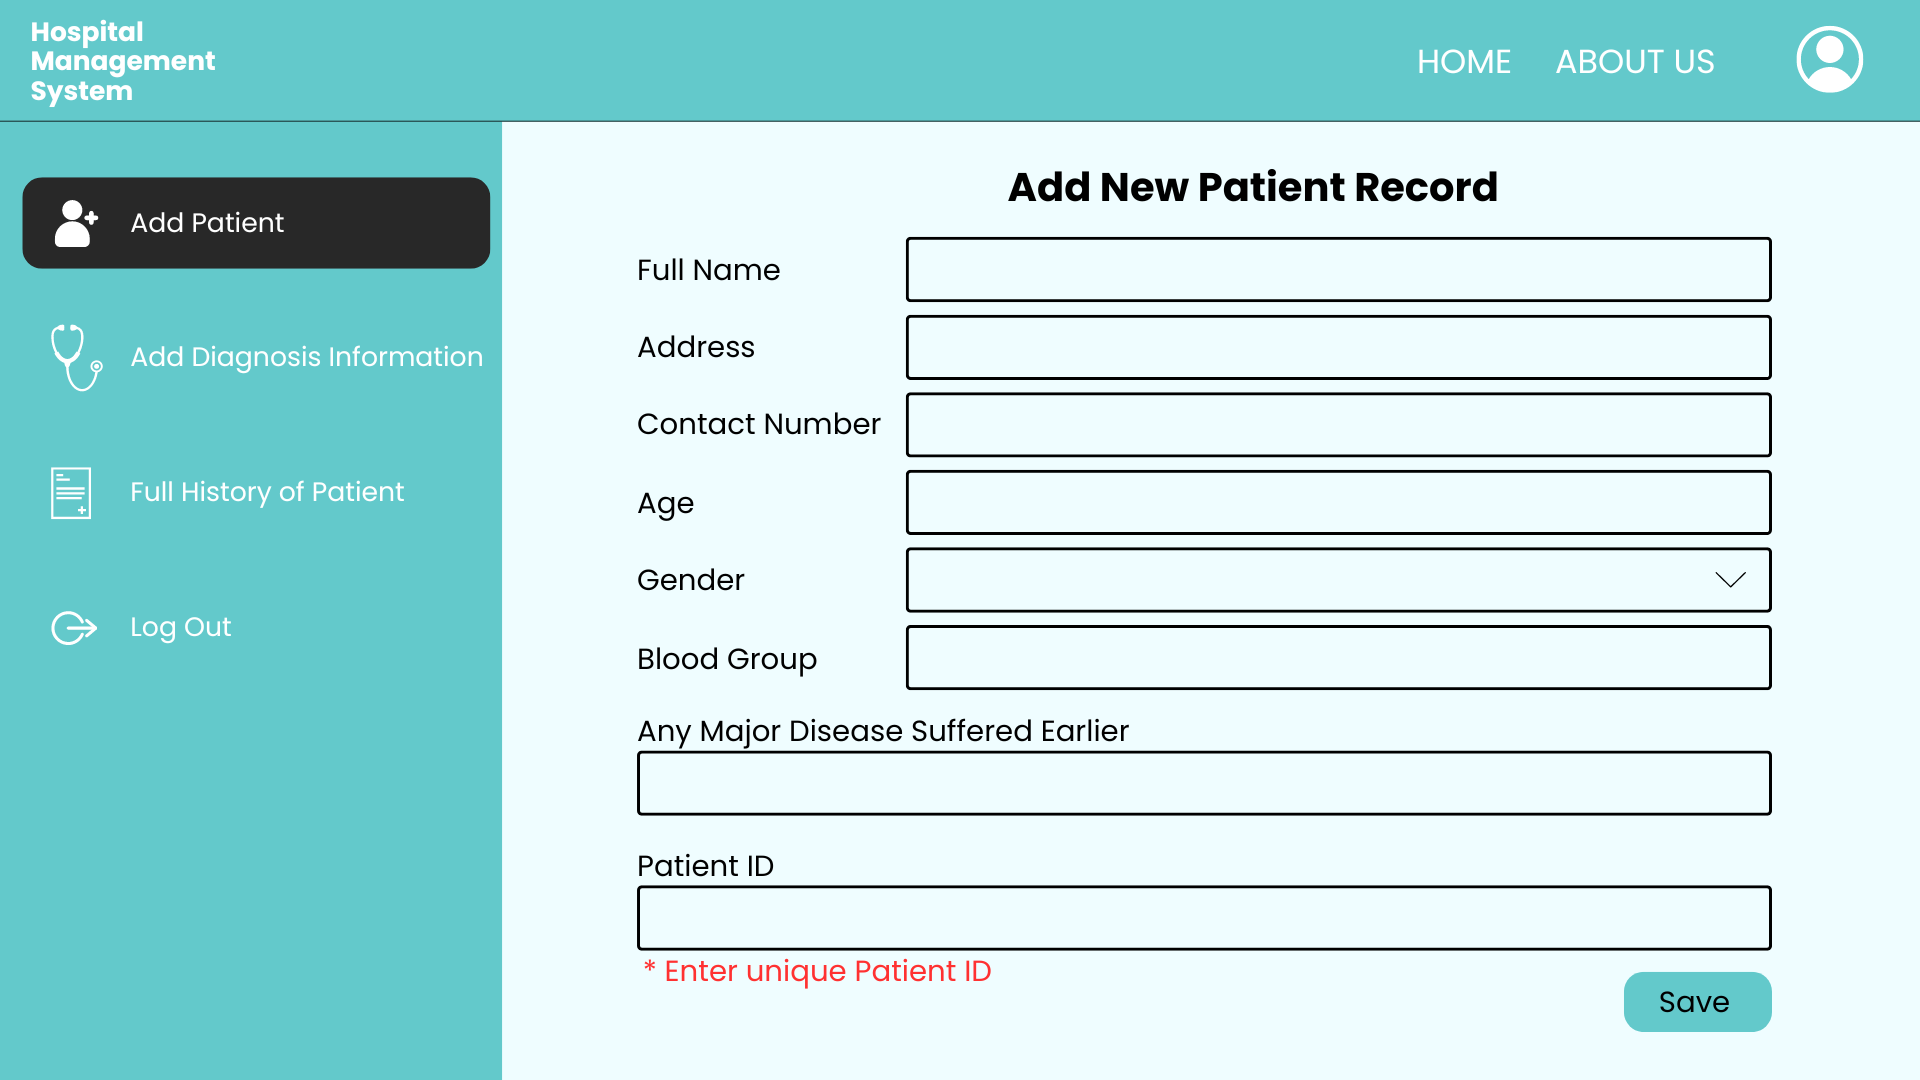 Hospital
Management
System
HOME
ABOUT US
Add Patient
Add Diagnosis Information
Full History of Patient
Log Out
Add New Patient Record
Full Name
Address
Contact Number
Age
Gender
Blood Group
Any Major Disease Suffered Earlier
Patient ID
* Enter unique Patient ID
Save